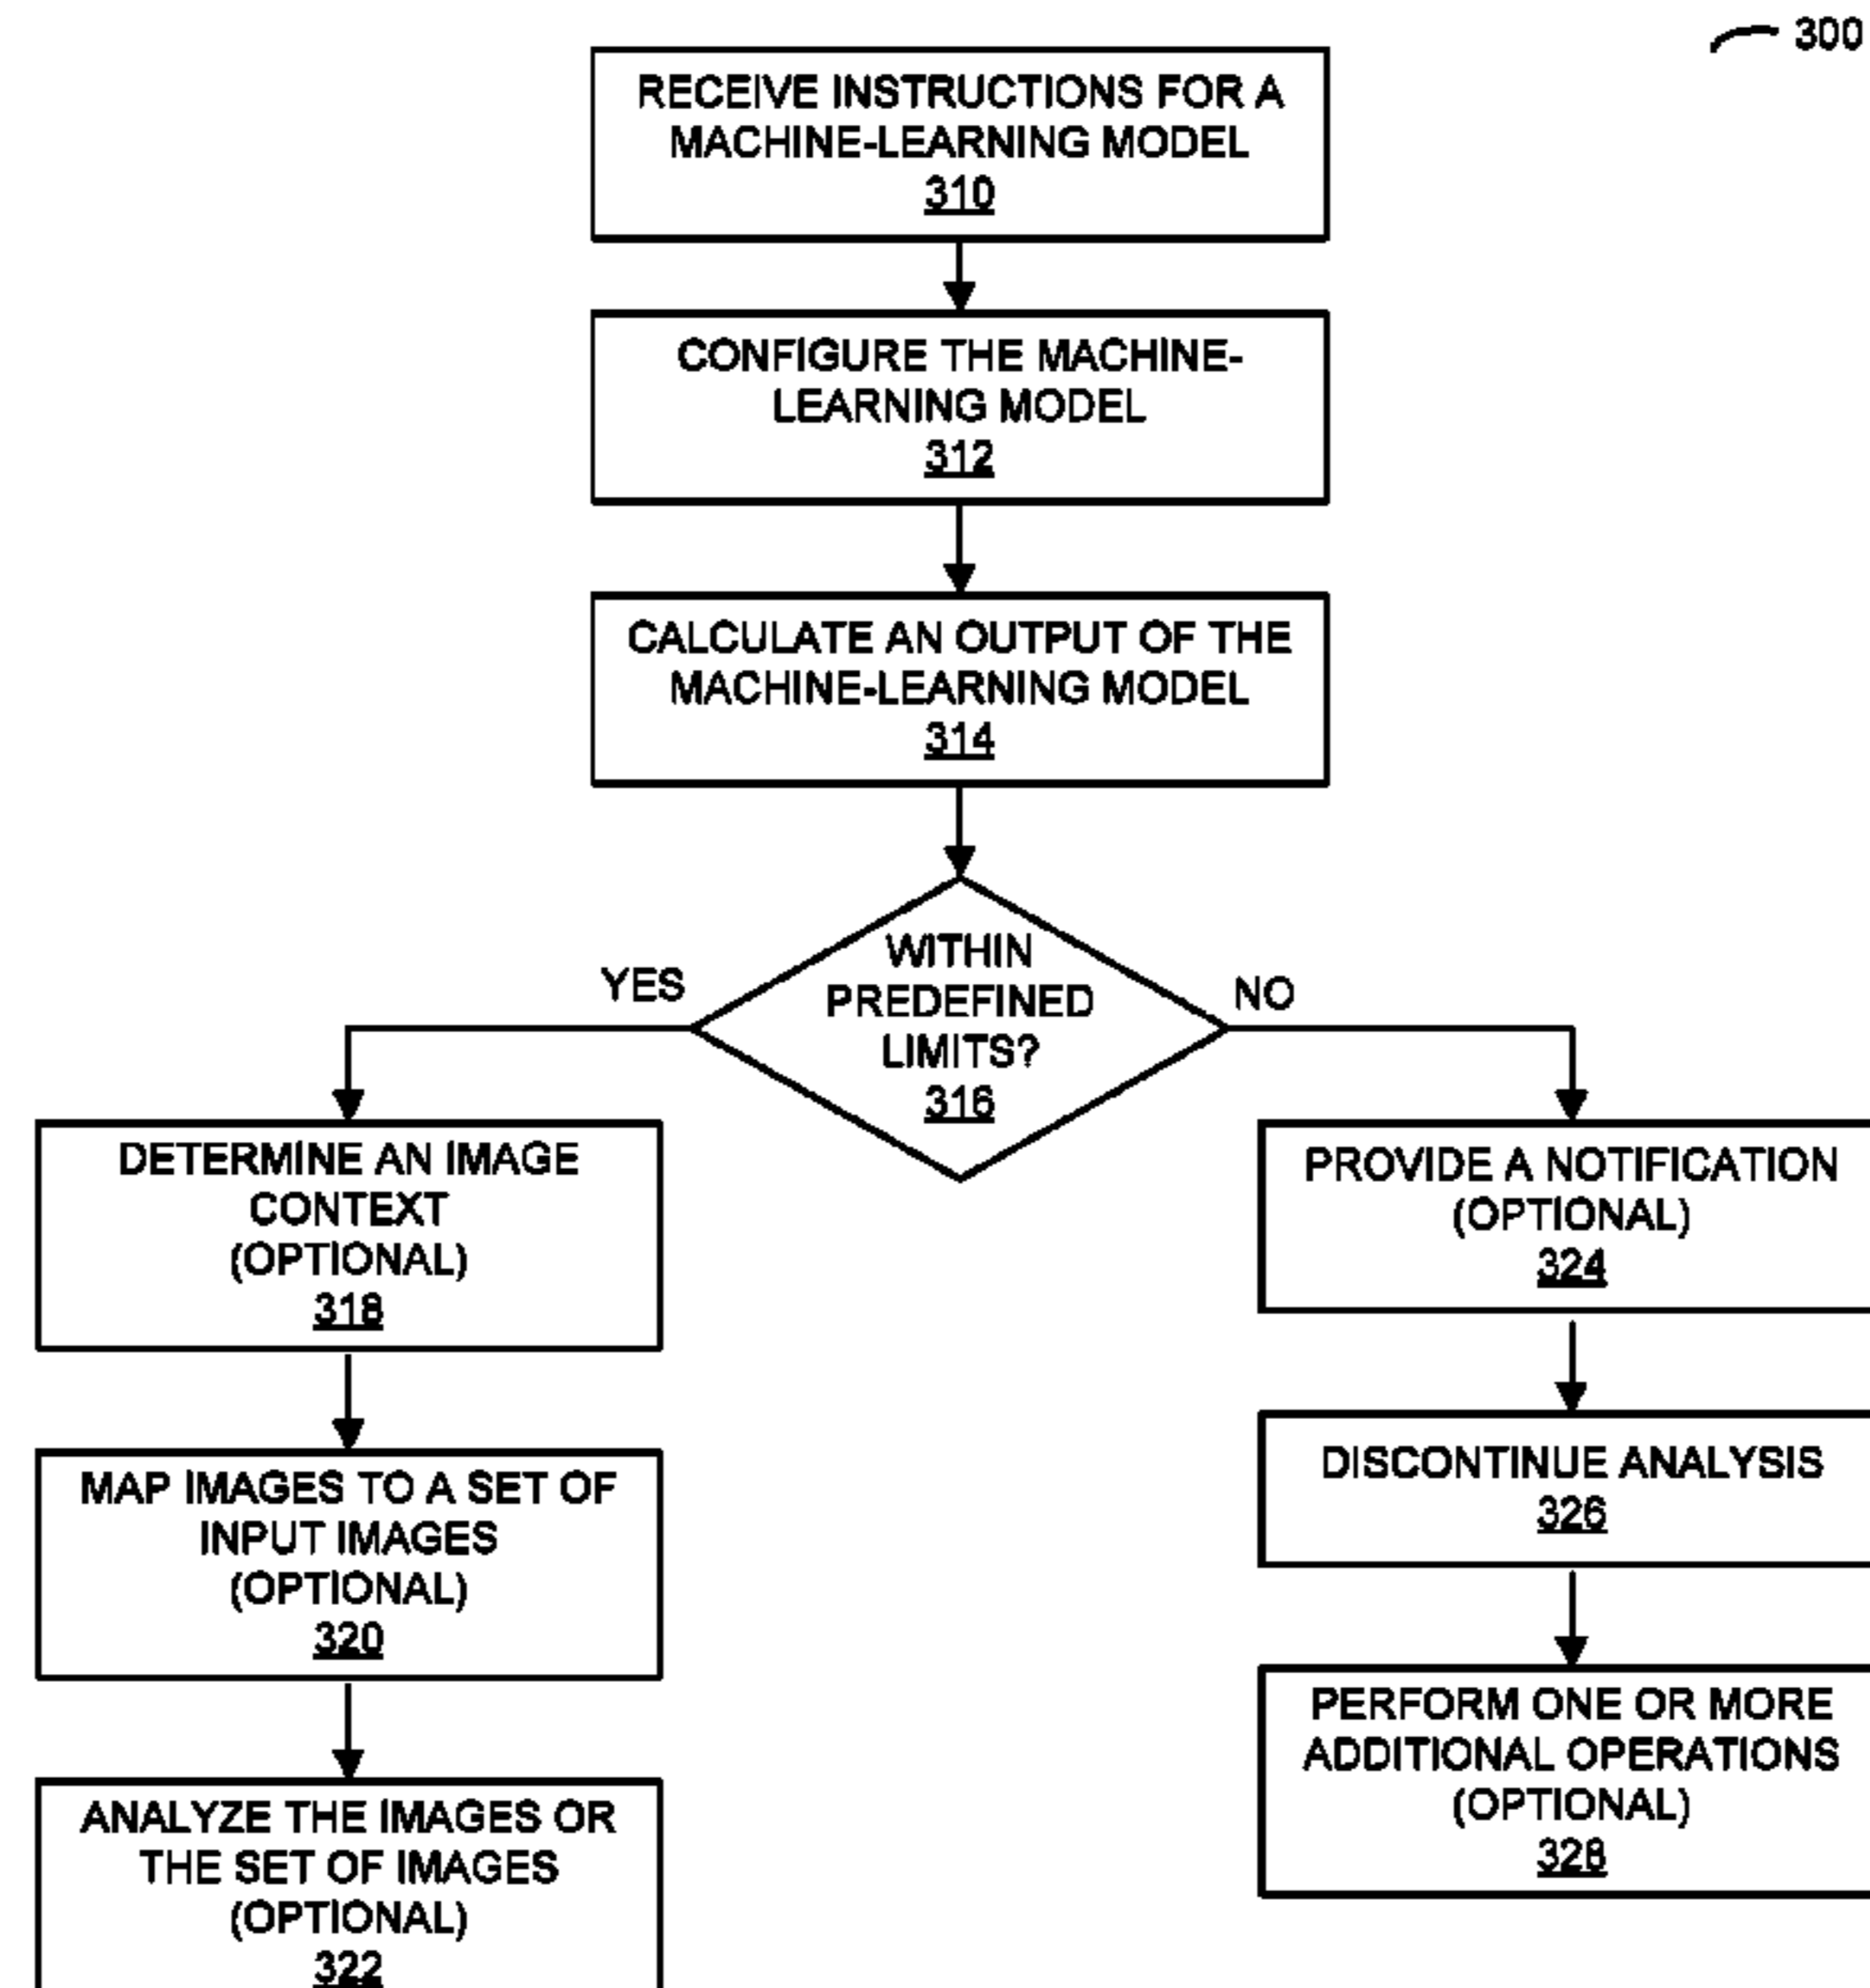 300
RECEIVE INSTRUCTIONS FOR A
MACHINE-LEARNING MODEL
310
CONFIGURE THE MACHINE-
LEARNING MODEL
312
CALCULATE AN OUTPUT OF THE
MACHINE-LEARNING MODEL
314
WITHIN
PREDEFINED
LIMITS?
316
YES
NO
DETERMINE AN IMAGE
CONTEXT
(OPTIONAL)
318
MAP IMAGES TO A SET OF
INPUT IMAGES
(OPTIONAL)
320
ANALYZE THE IMAGES OR
THE SET OF IMAGES
(OPTIONAL)
322
PROVIDE A NOTIFICATION
(OPTIONAL)
324
DISCONTINUE ANALYSIS
326
PERFORM ONE OR MORE
ADDITIONAL OPERATIONS
(OPTIONAL)
328